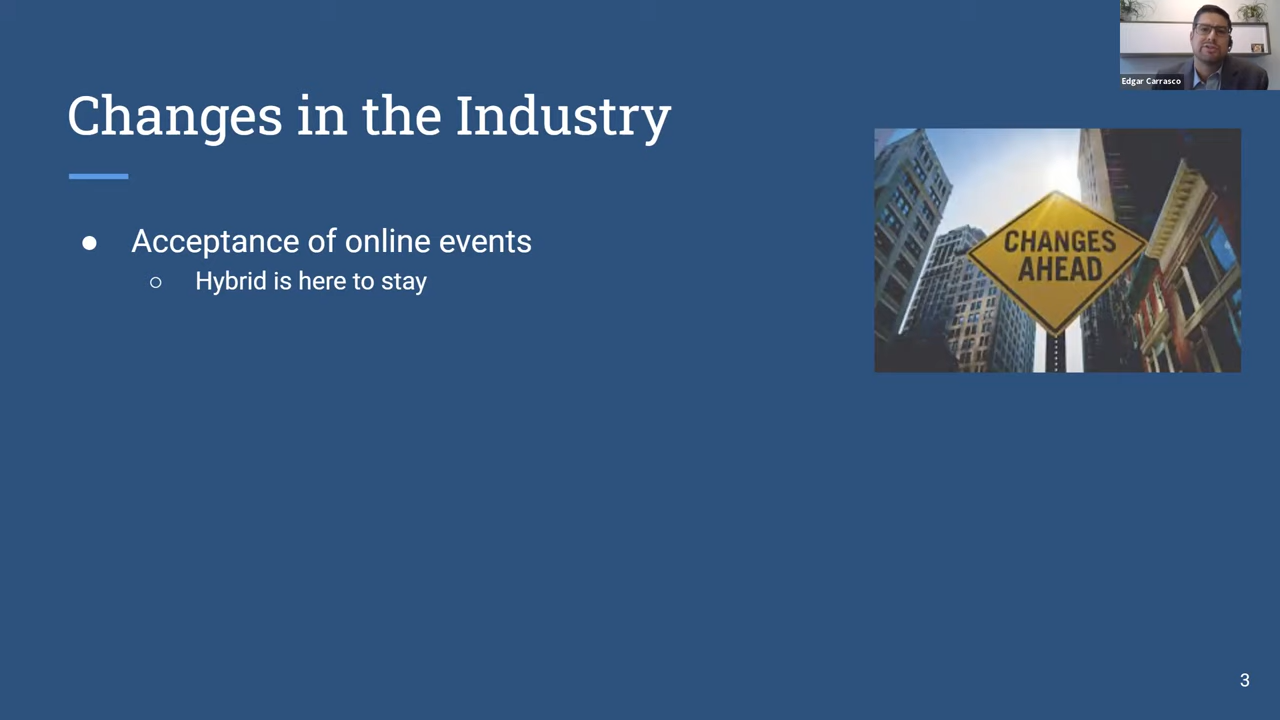 Edgar Carrasco
Changes in the Industry
CHANGES
AHEAD
● Acceptance of online events
○ Hybrid is here to stay
3